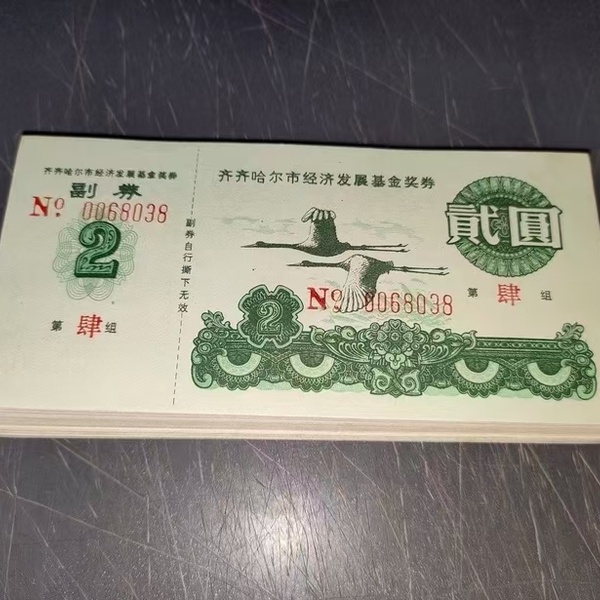 齐齐哈尔市经济发展基金奖券
副券
№ 0068038
2
第 肆 组
副券自行撕下无效
齐齐哈尔市经济发展基金奖券
貳圓
№ 0068038
第 肆 组
2